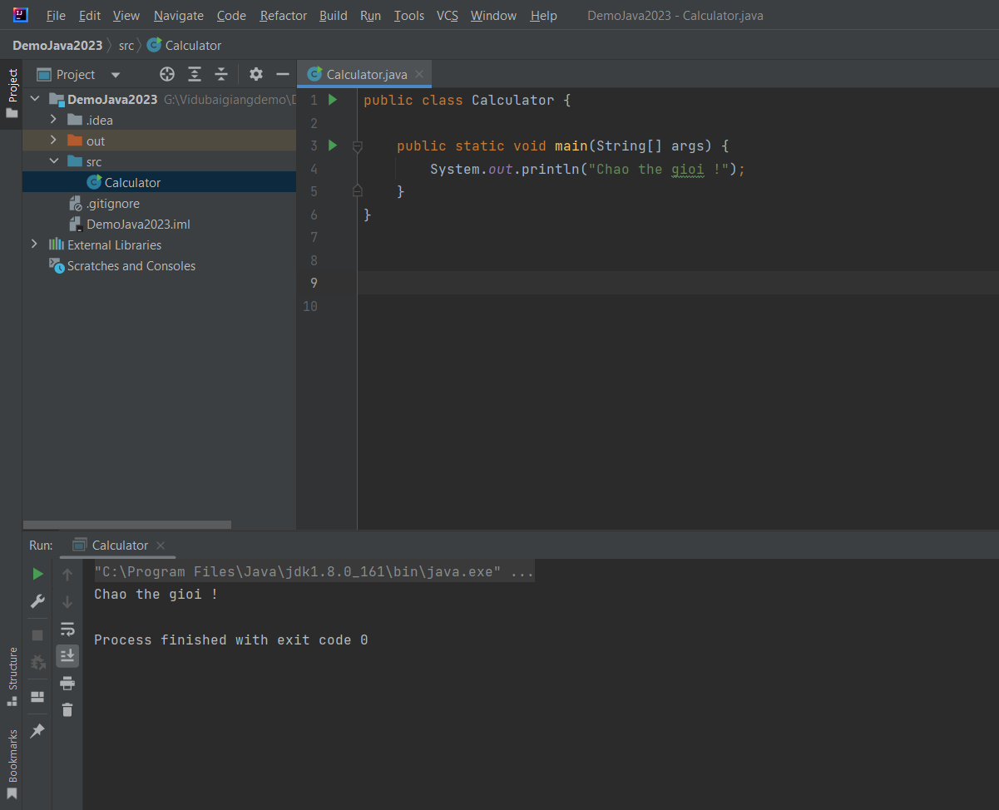 File Edit View Navigate Code Refactor Build Run Tools VCS Window Help DemoJava2023 - Calculator.java
DemoJava2023 src Calculator
Project
Project
Calculator.java
DemoJava2023 G:\Vidubaigiangdemo\
.idea
out
src
Calculator
.gitignore
DemoJava2023.iml
External Libraries
Scratches and Consoles
1 public class Calculator {
2
3 public static void main(String[] args) {
4 System.out.println("Chao the gioi !");
5 }
6 }
7
8
9
10
Run: Calculator
"C:\Program Files\Java\jdk1.8.0_161\bin\java.exe" ...
Chao the gioi !
Process finished with exit code 0
Structure
Bookmarks